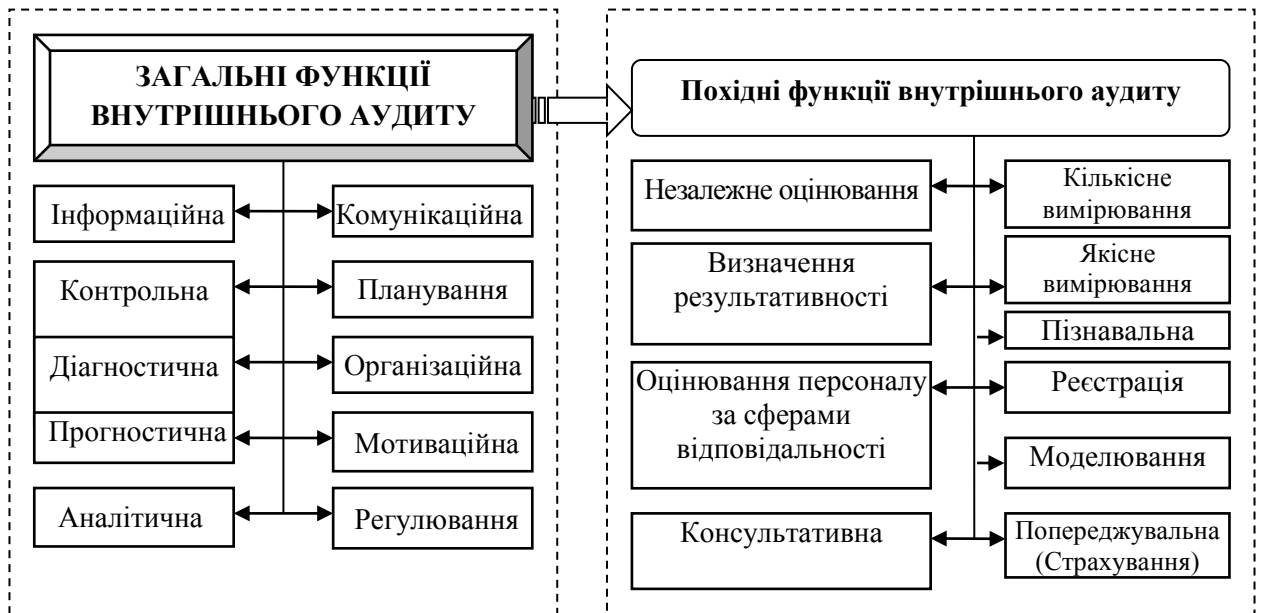 ЗАГАЛЬНІ ФУНКЦІЇ
ВНУТРІШНЬОГО АУДИТУ
Інформаційна
Комунікаційна
Контрольна
Планування
Діагностична
Організаційна
Прогностична
Мотиваційна
Аналітична
Регулювання
Похідні функції внутрішнього аудиту
Незалежне оцінювання
Кількісне
вимірювання
Визначення
результативності
Якісне
вимірювання
Пізнавальна
Оцінювання персоналу
за сферами
відповідальності
Реєстрація
Моделювання
Консультативна
Попереджувальна
(Страхування)